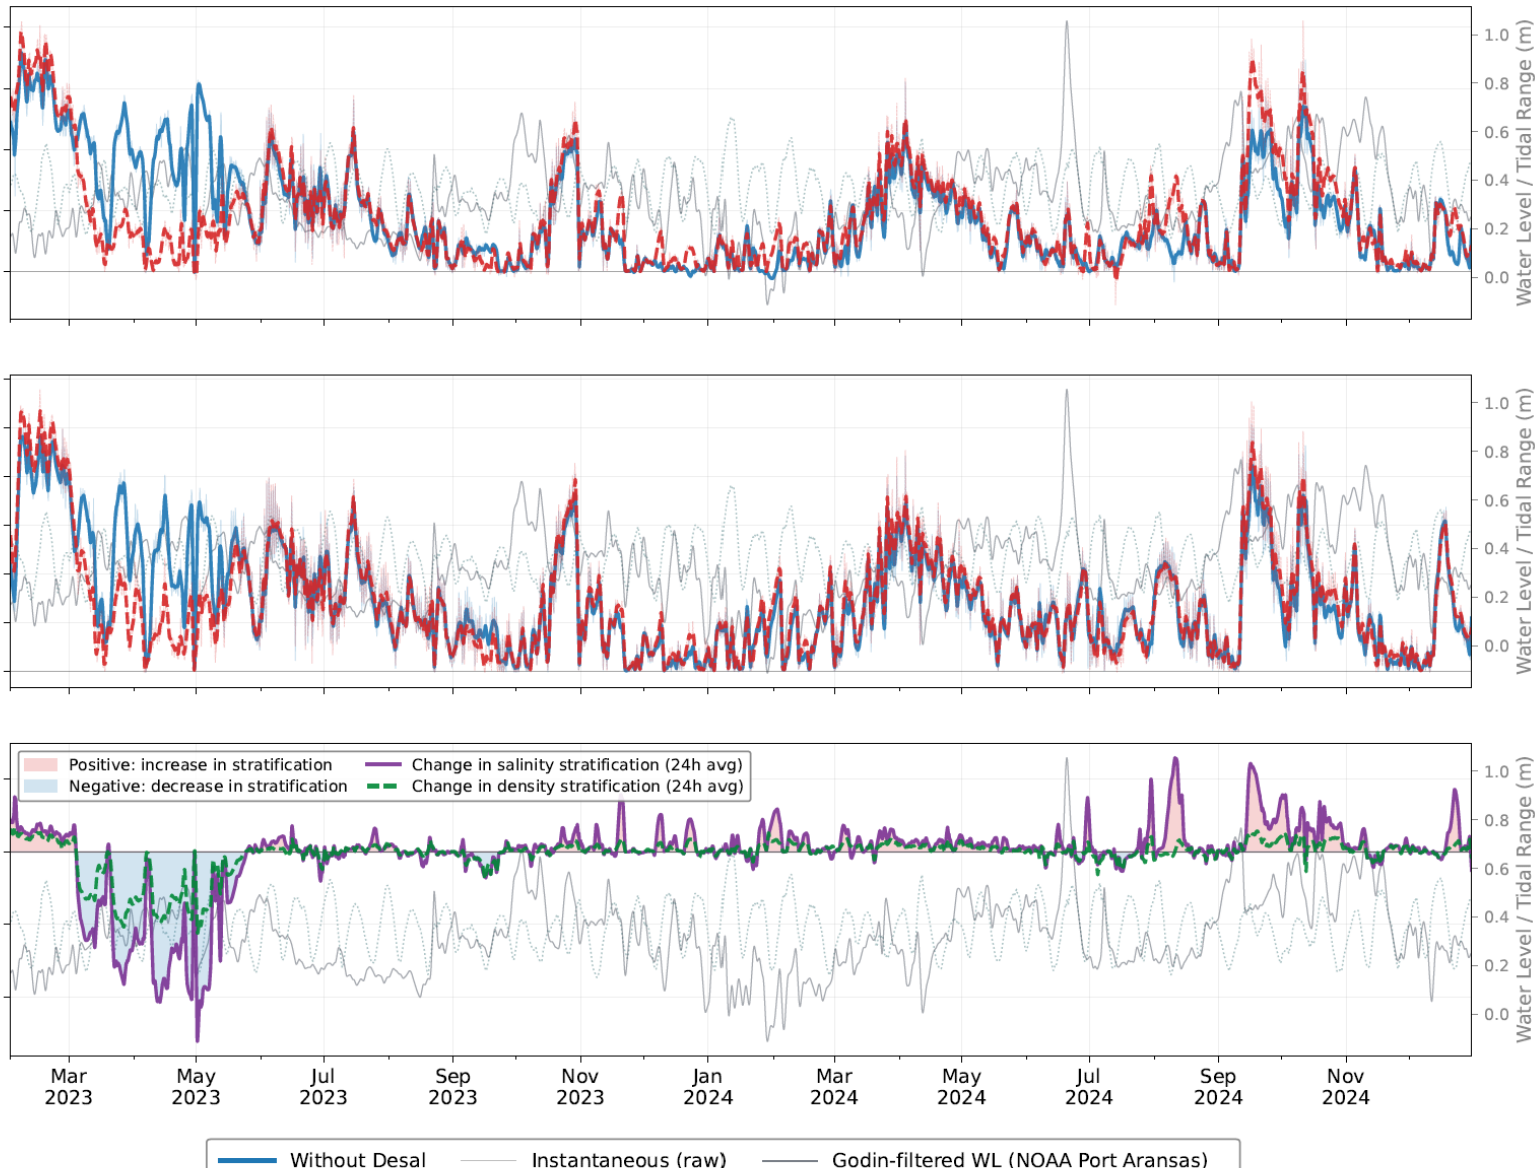 1.0
0.8
0.6
0.4
0.2
0.0
Water Level / Tidal Range (m)
1.0
0.8
0.6
0.4
0.2
0.0
Water Level / Tidal Range (m)
Positive: increase in stratification
Negative: decrease in stratification
Change in salinity stratification (24h avg)
Change in density stratification (24h avg)
1.0
0.8
0.6
0.4
0.2
0.0
Water Level / Tidal Range (m)
Mar May Jul Sep Nov Jan Mar May Jul Sep Nov
2023 2023 2023 2023 2023 2024 2024 2024 2024 2024 2024
Without Desal Instantaneous (raw) Godin-filtered WL (NOAA Port Aransas)